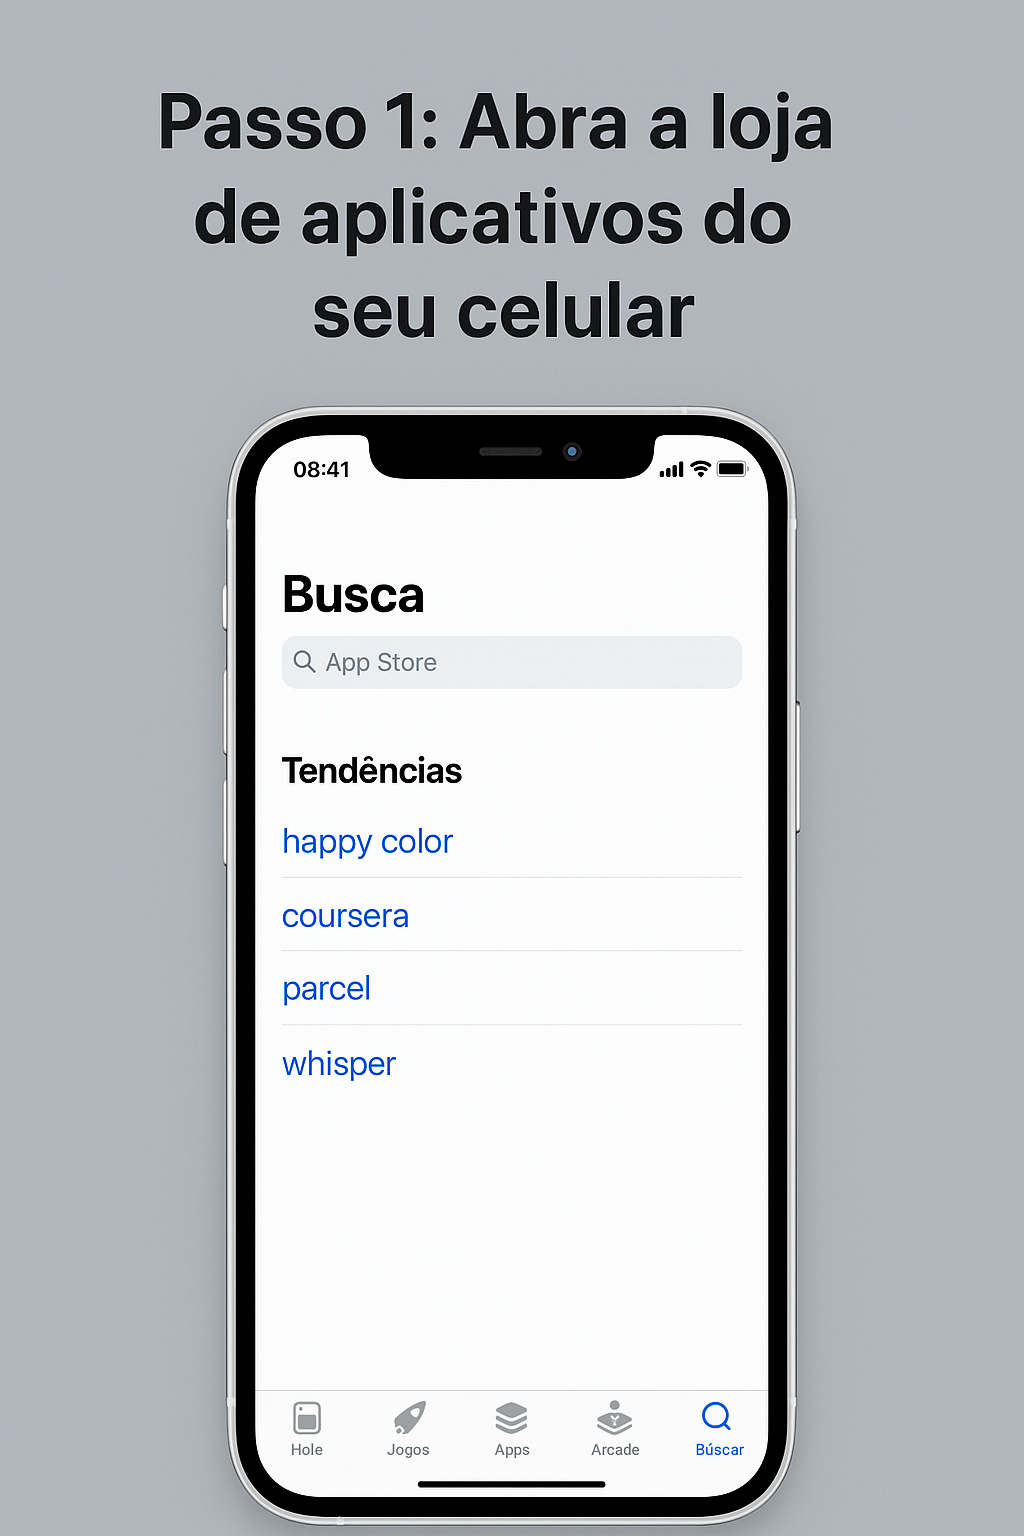 Passo 1: Abra a loja
de aplicativos do
seu celular
08:41
Busca
App Store
Tendências
happy color
coursera
parcel
whisper
Hole
Jogos
Apps
Arcade
Búscar